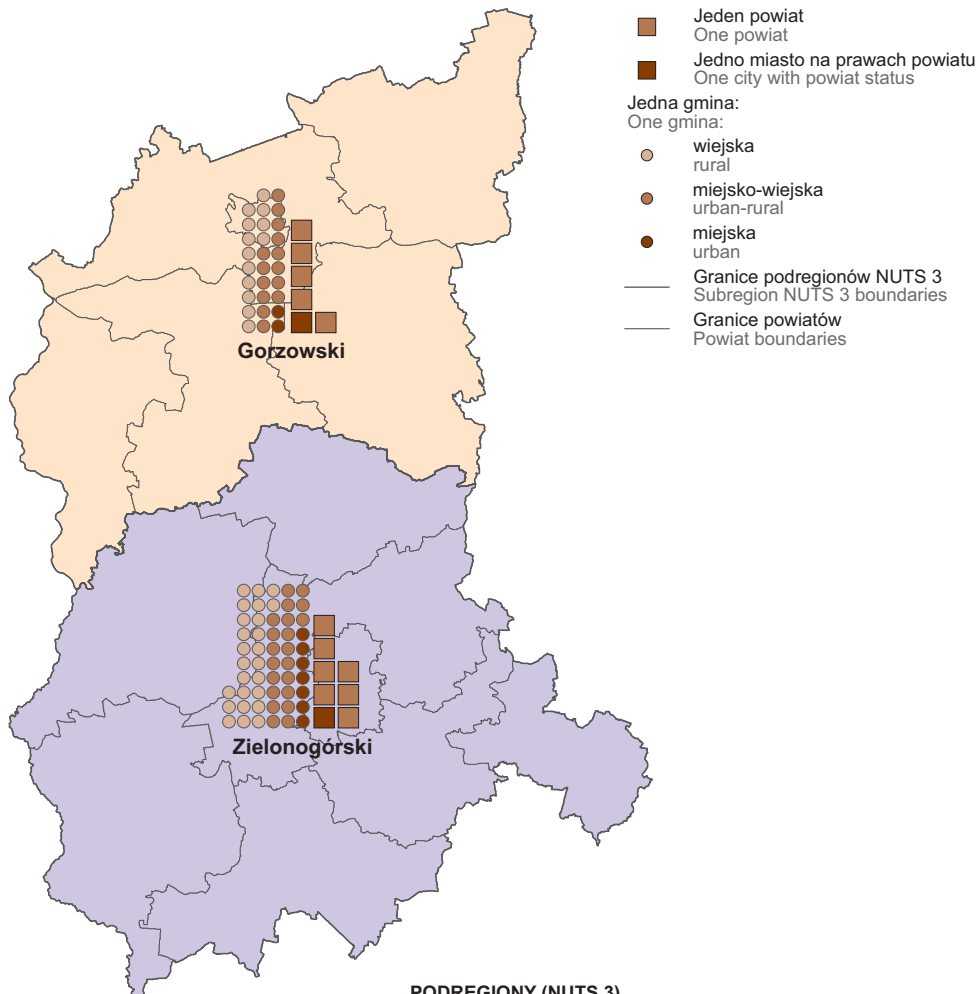 Jeden powiat
One powiat
Jedno miasto na prawach powiatu
One city with powiat status
Jedna gmina:
One gmina:
wiejska
rural
miejsko-wiejska
urban-rural
miejska
urban
Granice podregionów NUTS 3
Subregion NUTS 3 boundaries
Granice powiatów
Powiat boundaries
Gorzowski
Zielonogórski
PODREGIONY (NUTS 3)